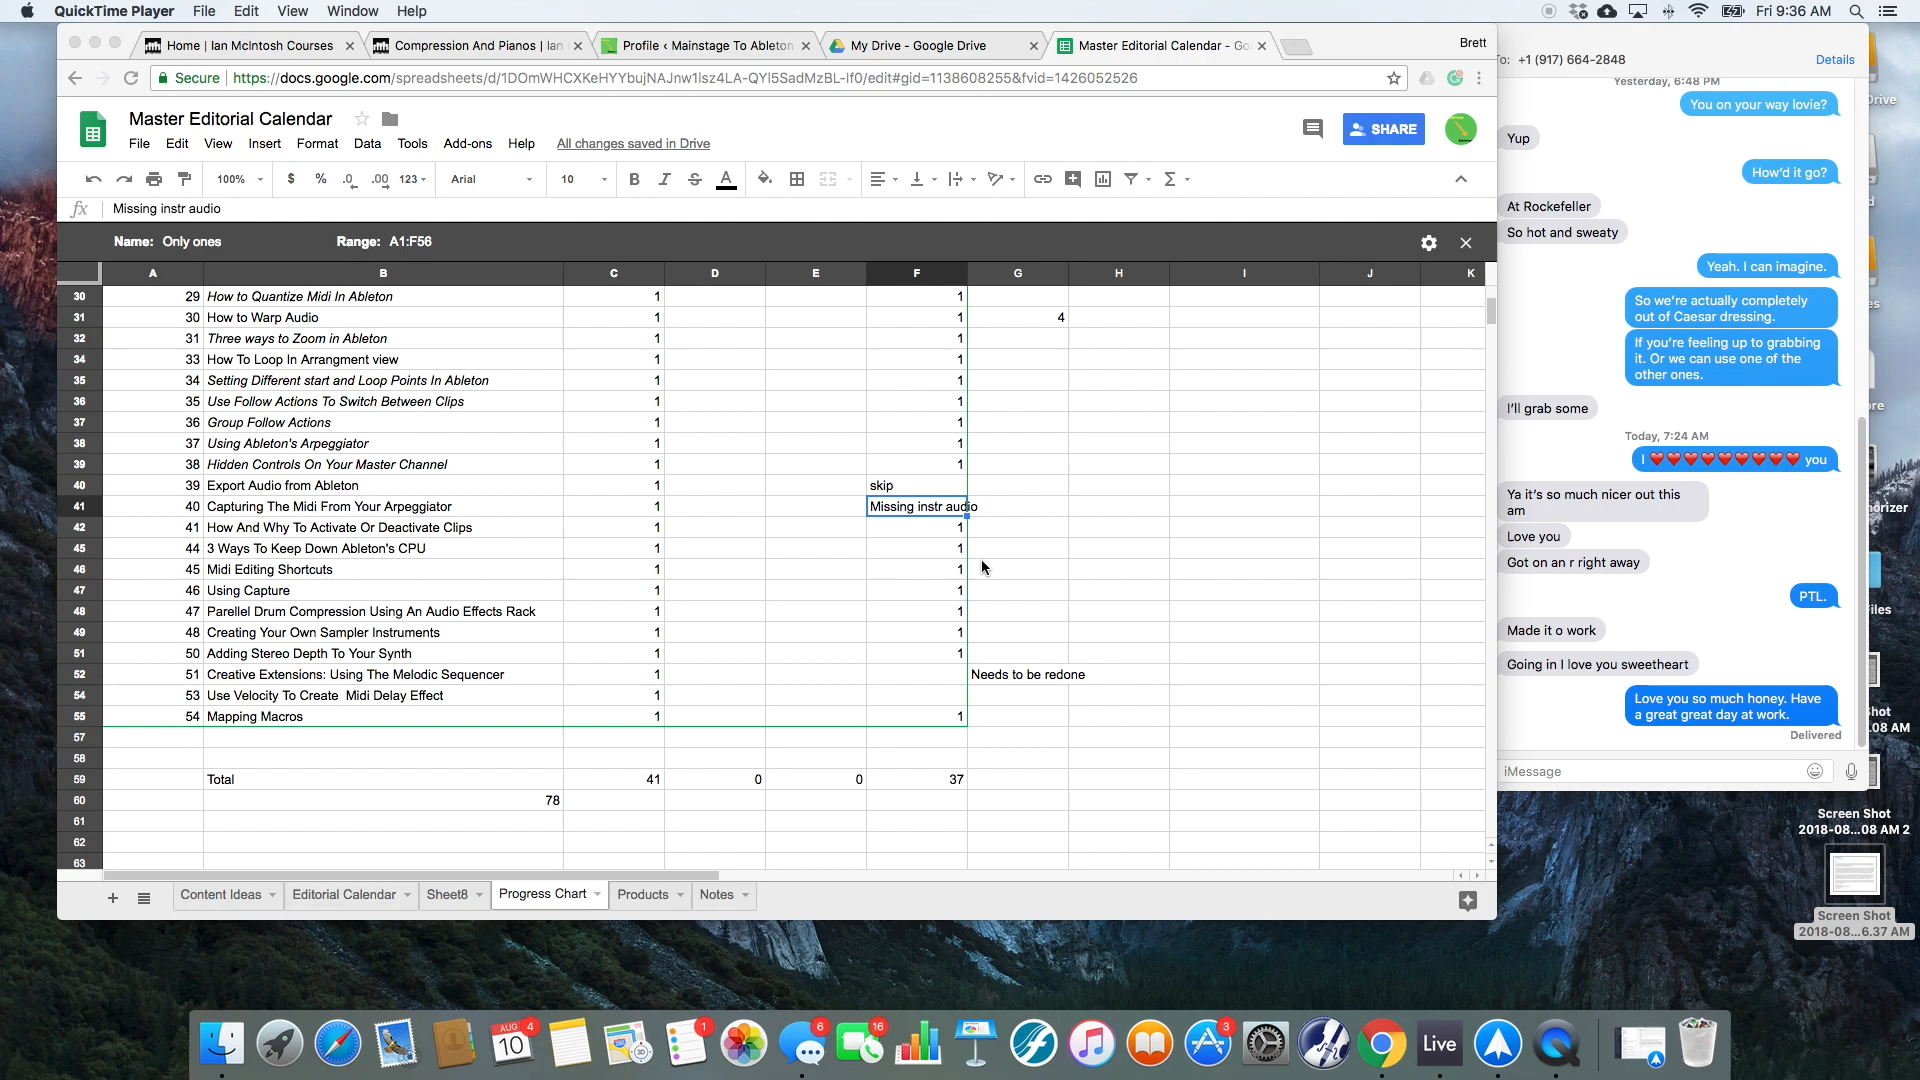 QuickTime Player File Edit View Window Help Fri 9:36 AM
Home | Ian McIntosh Courses Compression And Pianos | Ian Profile ‹ Mainstage To Ableton My Drive - Google Drive Master Editorial Calendar - Go Brett
Secure https://docs.google.com/spreadsheets/d/1DOmWHCXKeHYYbujNAJnw1lsz4LA-QYl5SadMzBL-lf0/edit#gid=1138608255&fvid=1426052526
Master Editorial Calendar
SHARE
File Edit View Insert Format Data Tools Add-ons Help All changes saved in Drive
100% $ % .0 .00 123 Arial 10 B I S A
fx Missing instr audio
Name: Only ones Range: A1:F56
A B C D E F G H I J K
30 29 How to Quantize Midi In Ableton 1 1
31 30 How to Warp Audio 1 1 4
32 31 Three ways to Zoom in Ableton 1 1
34 33 How To Loop In Arrangment view 1 1
35 34 Setting Different start and Loop Points In Ableton 1 1
36 35 Use Follow Actions To Switch Between Clips 1 1
37 36 Group Follow Actions 1 1
38 37 Using Ableton's Arpeggiator 1 1
39 38 Hidden Controls On Your Master Channel 1 1
40 39 Export Audio from Ableton 1 skip
41 40 Capturing The Midi From Your Arpeggiator 1 Missing instr audio
42 41 How And Why To Activate Or Deactivate Clips 1 1
45 44 3 Ways To Keep Down Ableton's CPU 1 1
46 45 Midi Editing Shortcuts 1 1
47 46 Using Capture 1 1
48 47 Parellel Drum Compression Using An Audio Effects Rack 1 1
49 48 Creating Your Own Sampler Instruments 1 1
51 50 Adding Stereo Depth To Your Synth 1 1
52 51 Creative Extensions: Using The Melodic Sequencer 1 Needs to be redone
54 53 Use Velocity To Create Midi Delay Effect 1
55 54 Mapping Macros 1 1
57
58
59 Total 41 0 0 37
60 78
61
62
63
Content Ideas Editorial Calendar Sheet8 Progress Chart Products Notes
To: +1 (917) 664-2848 Details
Yesterday, 6:48 PM
You on your way lovie?
Yup
How'd it go?
At Rockefeller
So hot and sweaty
Yeah. I can imagine.
So we're actually completely
out of Caesar dressing.
If you're feeling up to grabbing
it. Or we can use one of the
other ones.
I'll grab some
Today, 7:24 AM
I ❤️❤️❤️❤️❤️❤️❤️❤️❤️ you
Ya it's so much nicer out this
am
Love you
Got on an r right away
PTL.
Made it o work
Going in I love you sweetheart
Love you so much honey. Have
a great great day at work.
Delivered
iMessage
Drive
ore
horizer
Files
Shot
.08 AM
Screen Shot
2018-08...08 AM 2
Screen Shot
2018-08...6.37 AM
AUG 4 10 1 6 16 3 Live